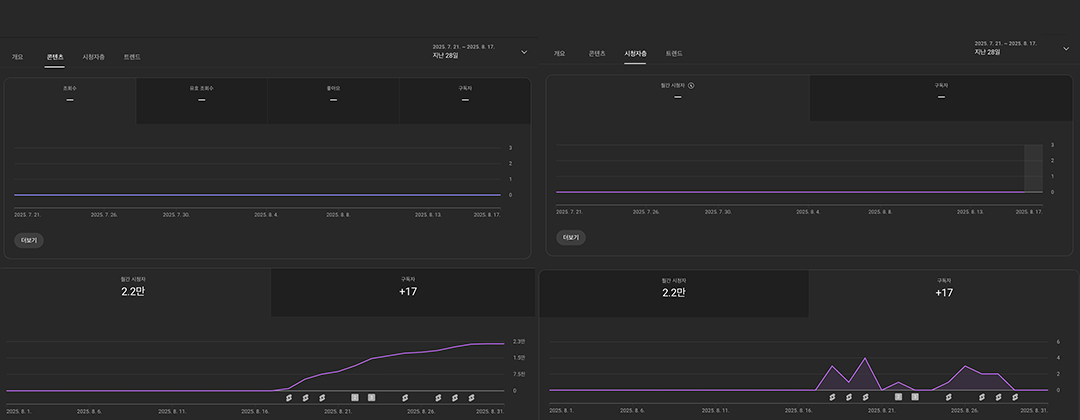 개요 콘텐츠 시청자층 트렌드
2025. 7. 21. ~ 2025. 8. 17.
지난 28일
조회수 유효 조회수 좋아요 구독자
— — — —
3
2
1
0
2025. 7. 21. 2025. 7. 26. 2025. 7. 30. 2025. 8. 4. 2025. 8. 8. 2025. 8. 13. 2025. 8. 17.
더보기
개요 콘텐츠 시청자층 트렌드
2025. 7. 21. ~ 2025. 8. 17.
지난 28일
월간 시청자 구독자
— —
3
2
1
0
2025. 7. 21. 2025. 7. 26. 2025. 7. 30. 2025. 8. 4. 2025. 8. 8. 2025. 8. 13. 2025. 8. 17.
더보기
월간 시청자 구독자
2.2만 +17
2.3만
1.5만
7.5천
0
2025. 8. 1. 2025. 8. 6. 2025. 8. 11. 2025. 8. 16. 2025. 8. 21. 2025. 8. 26. 2025. 8. 31.
월간 시청자 구독자
2.2만 +17
6
4
2
0
2025. 8. 1. 2025. 8. 6. 2025. 8. 11. 2025. 8. 16. 2025. 8. 21. 2025. 8. 26. 2025. 8. 31.